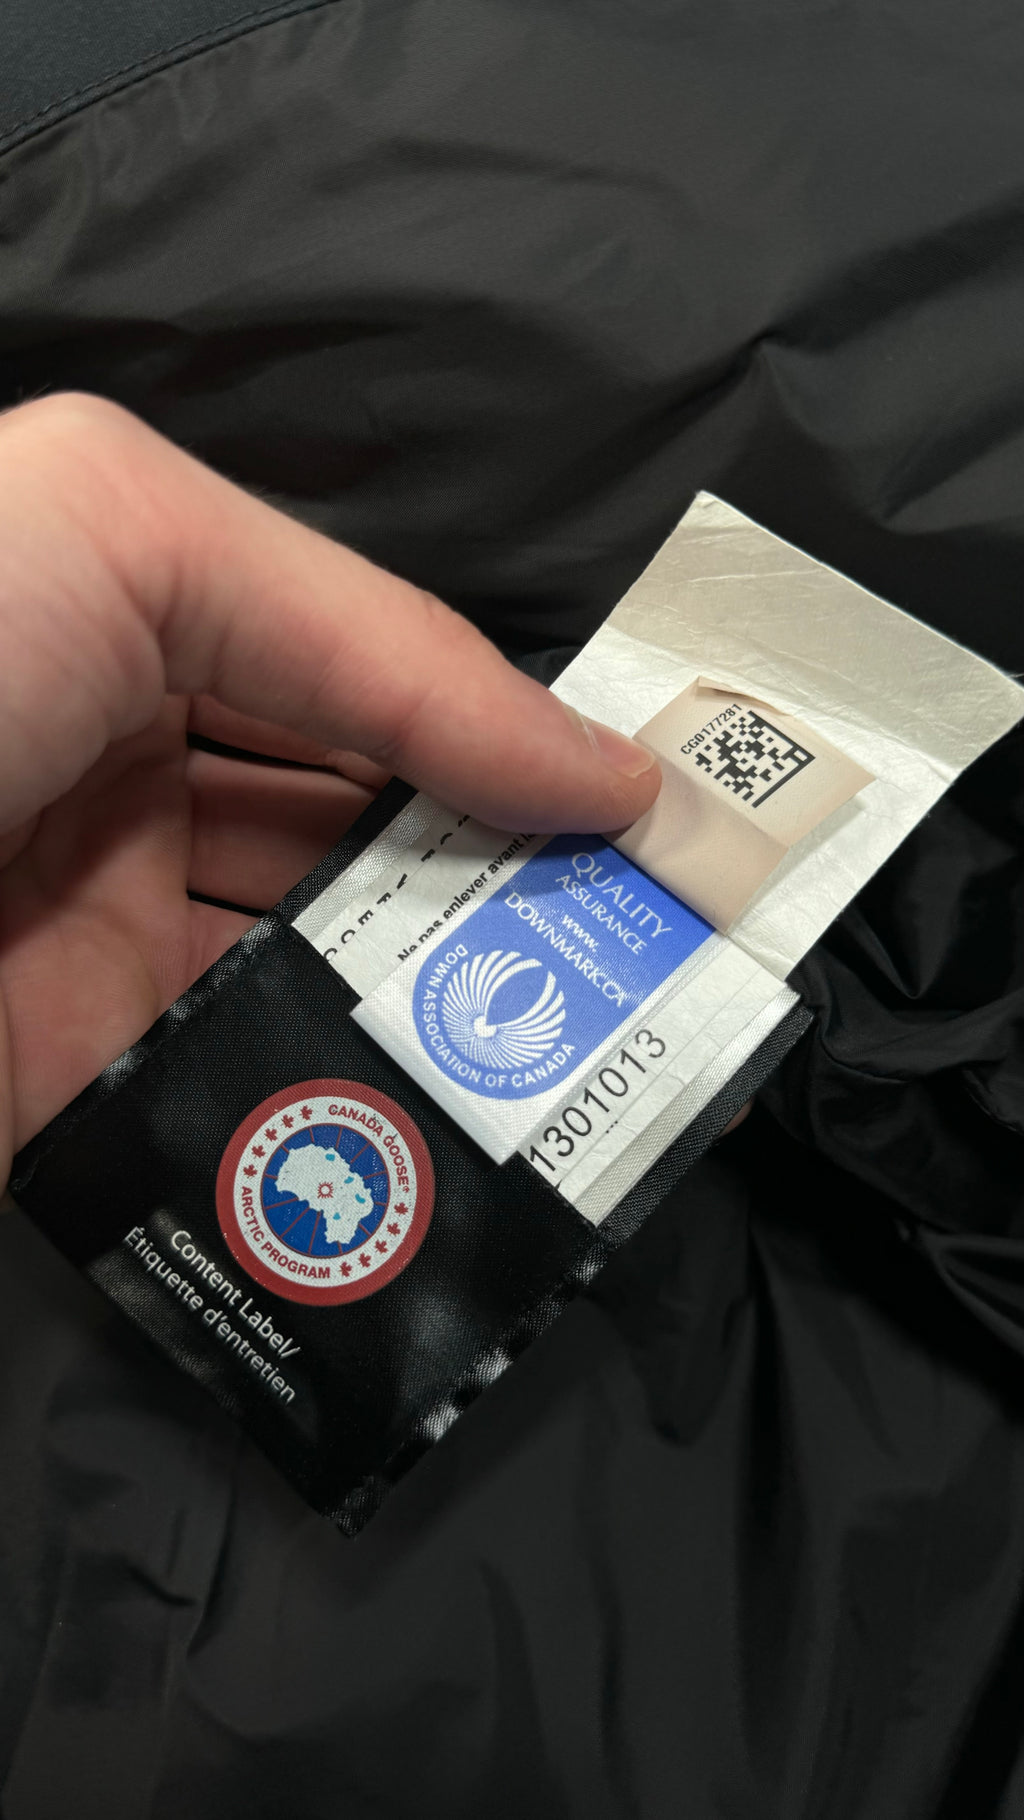 CG0177281
Ne pas enlever avant
QUALITY
ASSURANCE
www.
DOWNMARK.CA
DOWN ASSOCIATION OF CANADA
1301013
CANADA GOOSE®
ARCTIC PROGRAM
Content Label/
Étiquette d'entretien